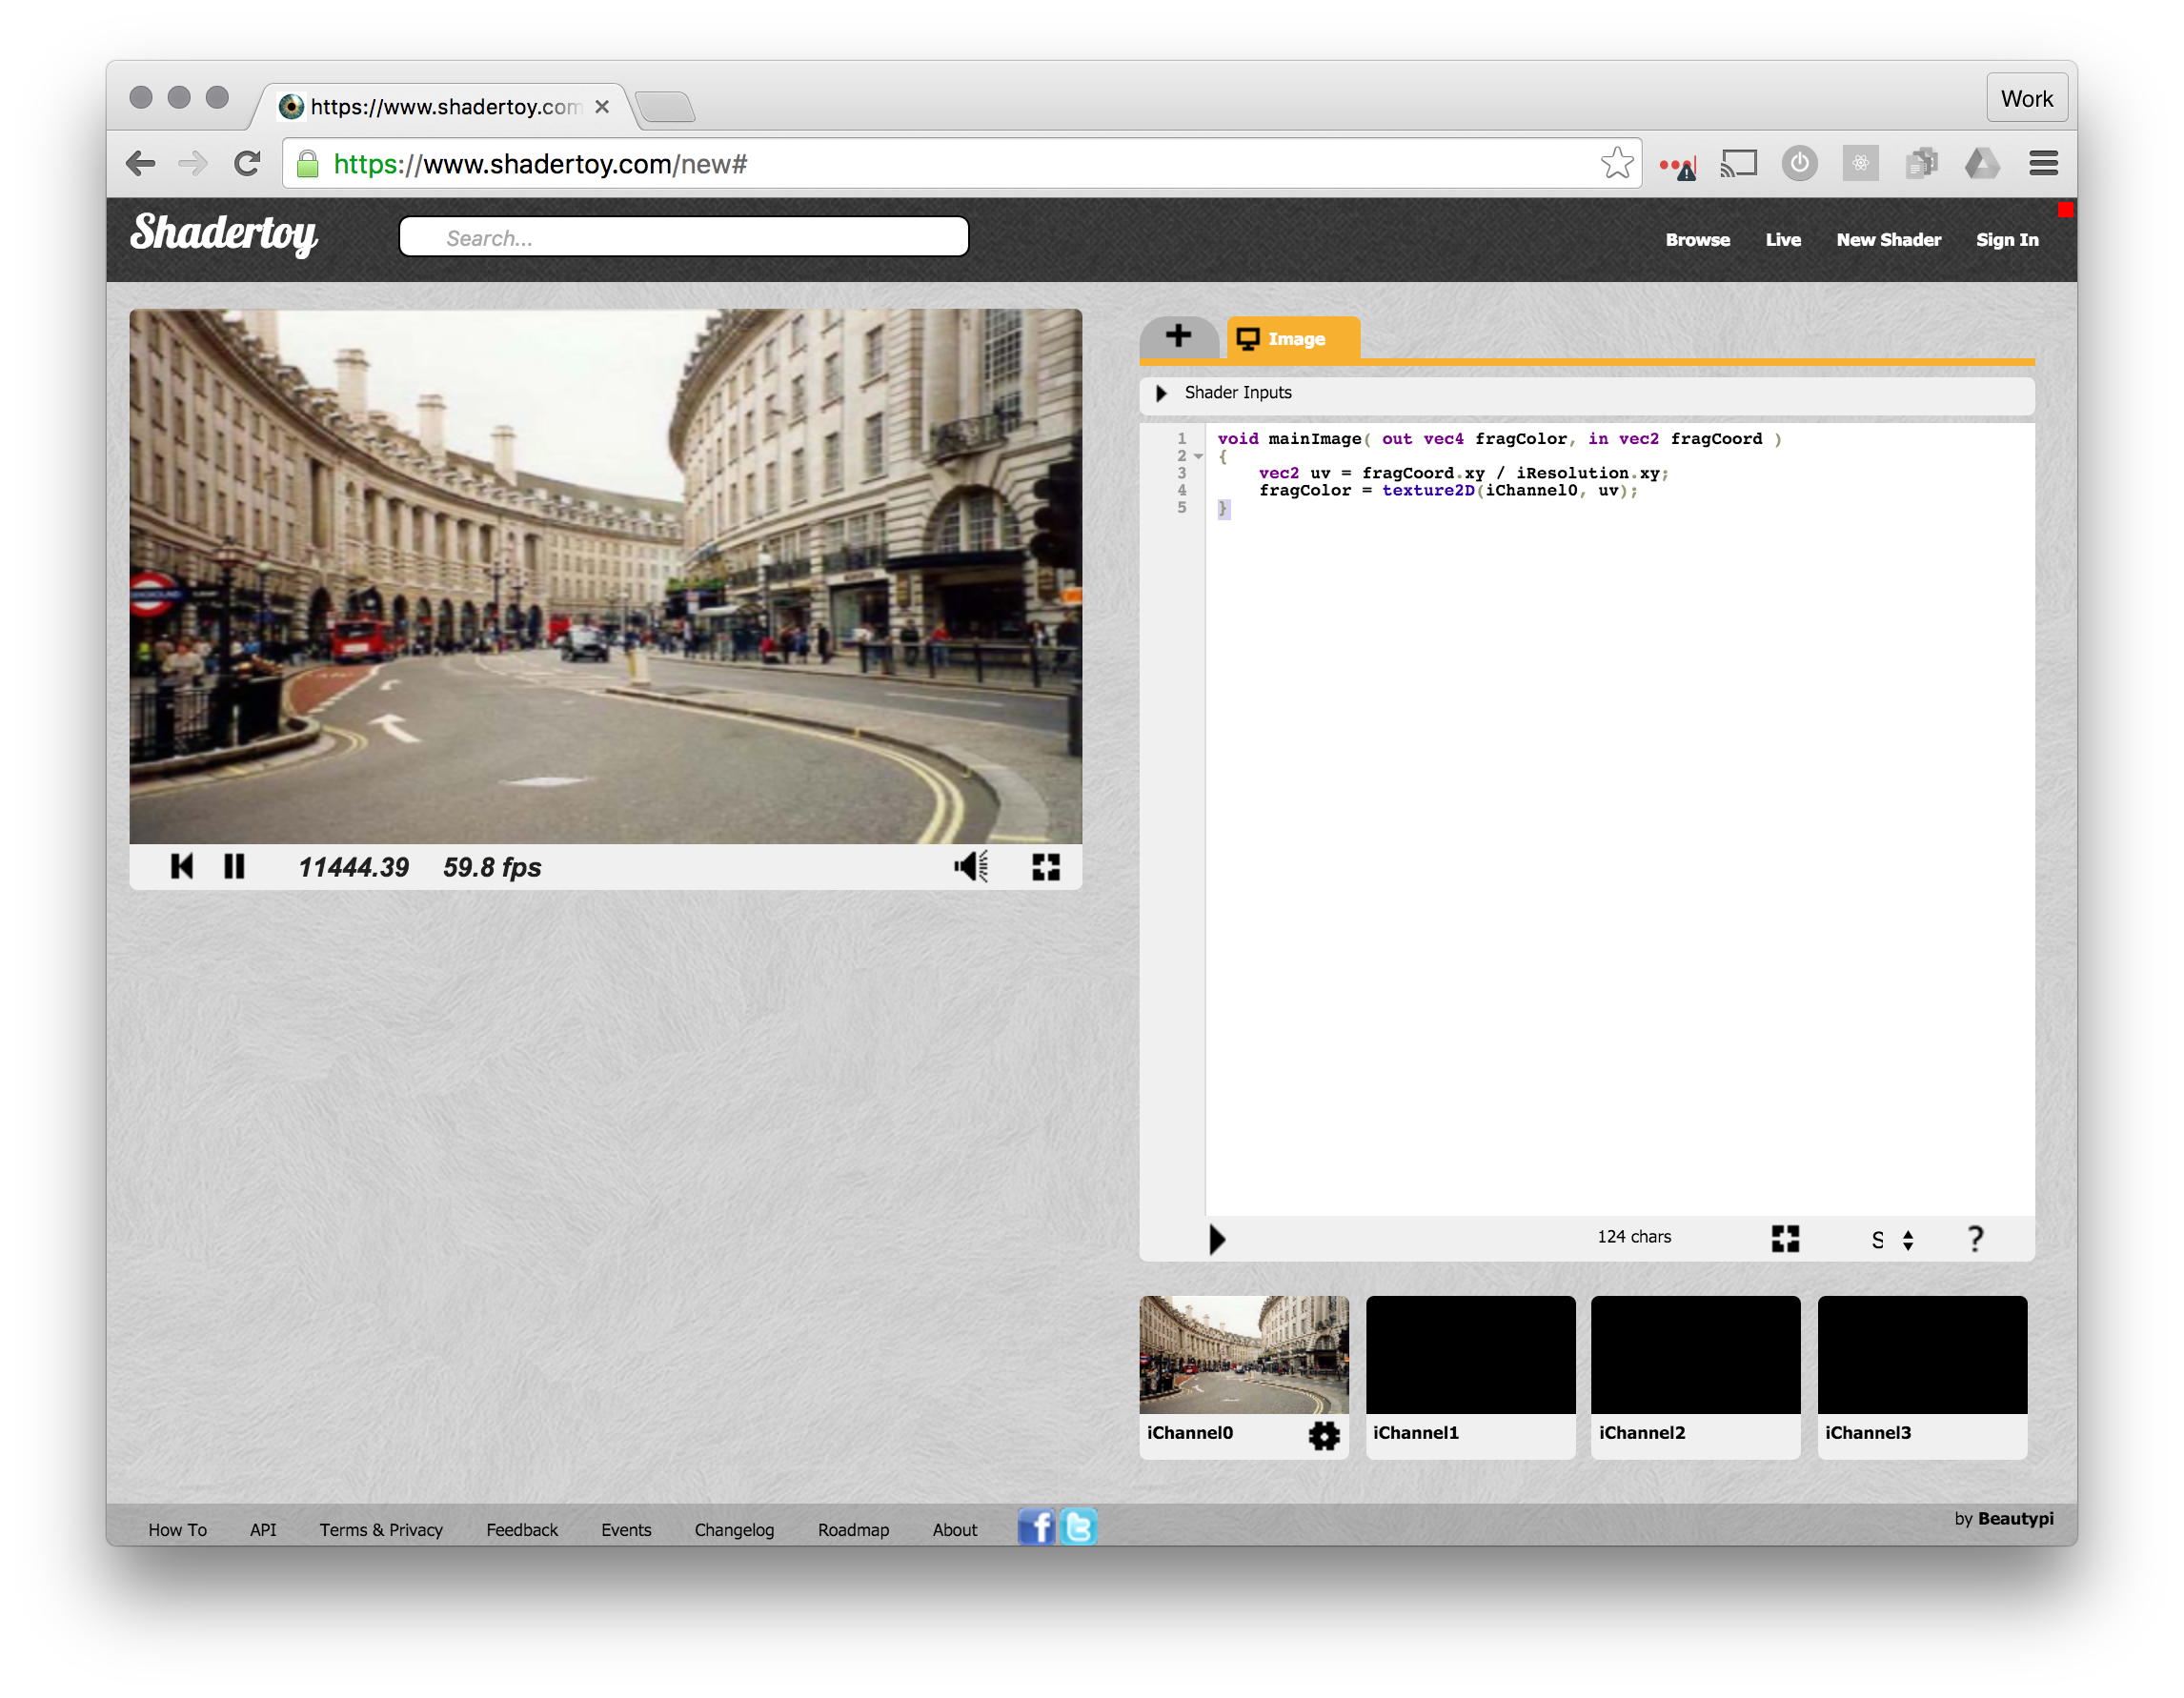 https://www.shadertoy.com
Work
https://www.shadertoy.com/new#
Shadertoy
Search...
Browse Live New Shader Sign In
Image
Shader Inputs
1 void mainImage( out vec4 fragColor, in vec2 fragCoord )
2 {
3 vec2 uv = fragCoord.xy / iResolution.xy;
4 fragColor = texture2D(iChannel0, uv);
5 }
UNDERGROUND
11444.39 59.8 fps
124 chars S ?
iChannel0 iChannel1 iChannel2 iChannel3
How To API Terms & Privacy Feedback Events Changelog Roadmap About f t
by Beautypi